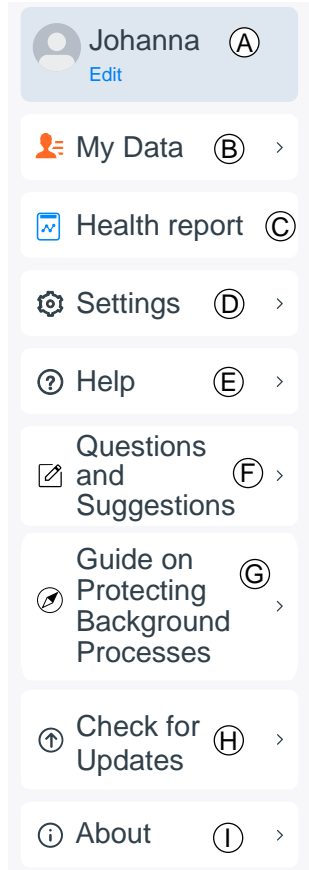 Johanna Ⓐ
Edit
My Data Ⓑ
Health report Ⓒ
Settings Ⓓ
Help Ⓔ
Questions
and Ⓕ
Suggestions
Guide on Ⓖ
Protecting
Background
Processes
Check for Ⓗ
Updates
About Ⓘ